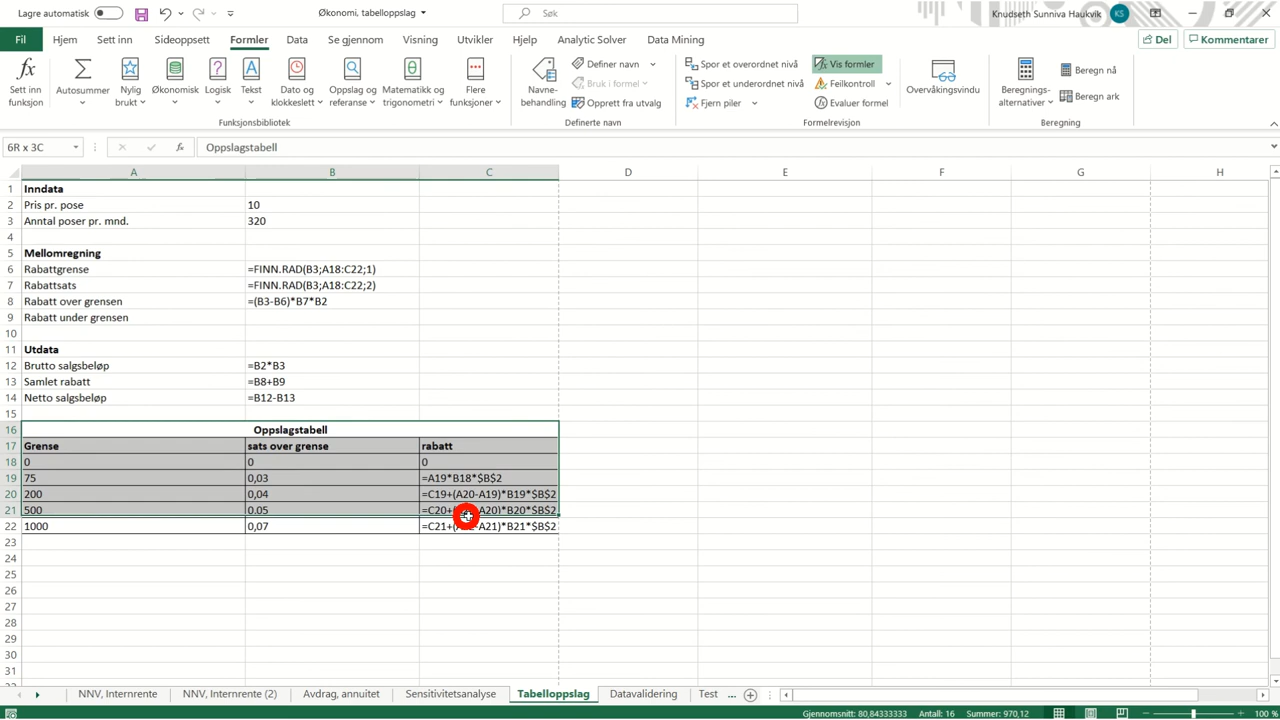 Lagre automatisk
Økonomi, tabelloppslag
Søk
Knudseth Sunniva Haukvik KS
Fil Hjem Sett inn Sideoppsett Formler Data Se gjennom Visning Utvikler Hjelp Analytic Solver Data Mining
Del Kommentarer
Sett inn funksjon
Autosummer
Nylig brukt
Økonomisk
Logisk
Tekst
Dato og klokkeslett
Oppslag og referanse
Matematikk og trigonometri
Flere funksjoner
Funksjonsbibliotek
Navne-
behandling
Definer navn
Bruk i formel
Opprett fra utvalg
Definerte navn
Spor et overordnet nivå
Spor et underordnet nivå
Fjern piler
Vis formler
Feilkontroll
Evaluer formel
Formelrevisjon
Overvåkingsvindu
Beregnings-
alternativer
Beregn nå
Beregn ark
Beregning
6R x 3C
fx
Oppslagstabell
A B C D E F G H
1 Inndata
2 Pris pr. pose 10
3 Anntal poser pr. mnd. 320
4
5 Mellomregning
6 Rabattgrense =FINN.RAD(B3;A18:C22;1)
7 Rabattsats =FINN.RAD(B3;A18:C22;2)
8 Rabatt over grensen =(B3-B6)*B7*B2
9 Rabatt under grensen
10
11 Utdata
12 Brutto salgsbeløp =B2*B3
13 Samlet rabatt =B8+B9
14 Netto salgsbeløp =B12-B13
15
16 Oppslagstabell
17 Grense sats over grense rabatt
18 0 0 0
19 75 0,03 =A19*B18*$B$2
20 200 0,04 =C19+(A20-A19)*B19*$B$2
21 500 0.05 =C20+( A20)*B20*$B$2
22 1000 0,07 =C21+( -A21)*B21*$B$2
23
24
25
26
27
28
29
30
31
NNV, Internrente NNV, Internrente (2) Avdrag, annuitet Sensitivitetsanalyse Tabelloppslag Datavalidering Test ...
Gjennomsnitt: 80,84333333 Antall: 16 Summer: 970,12 100 %